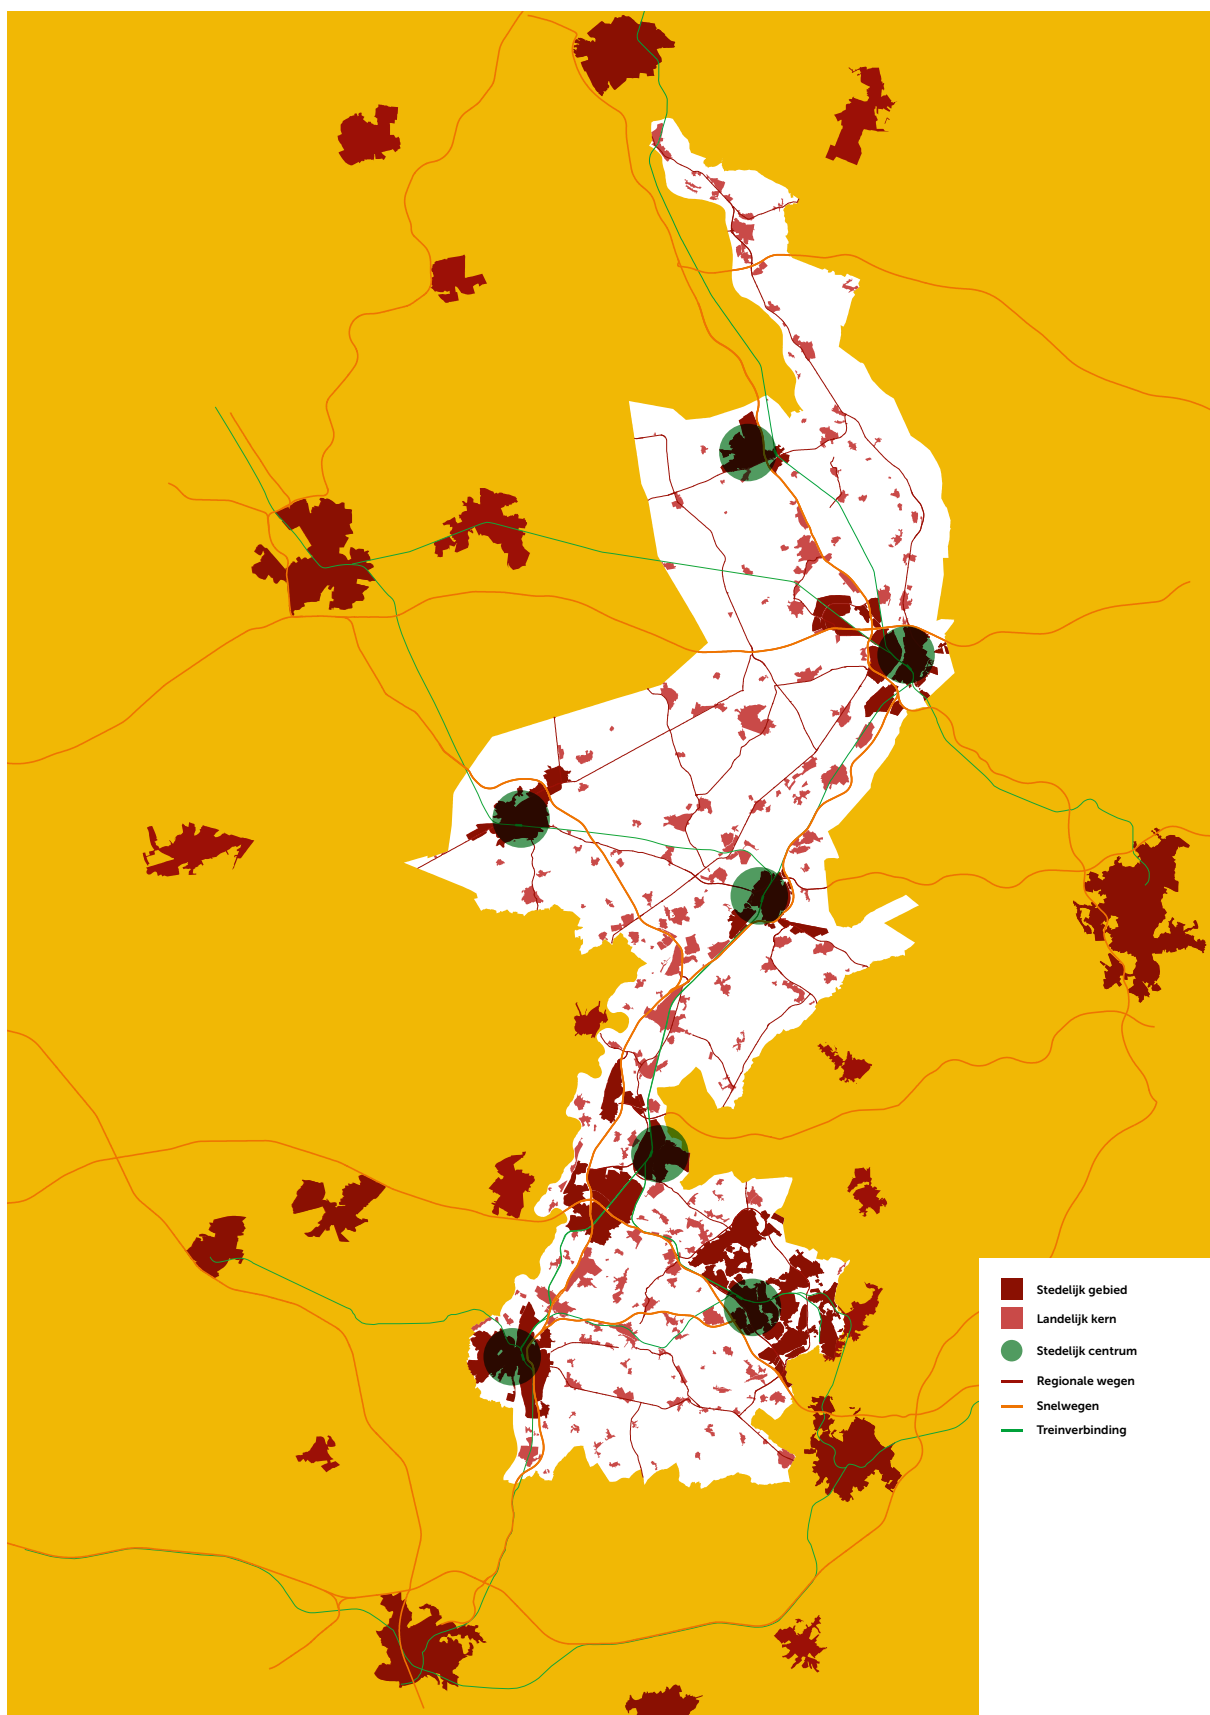 Stedelijk gebied
Landelijk kern
Stedelijk centrum
Regionale wegen
Snelwegen
Treinverbinding